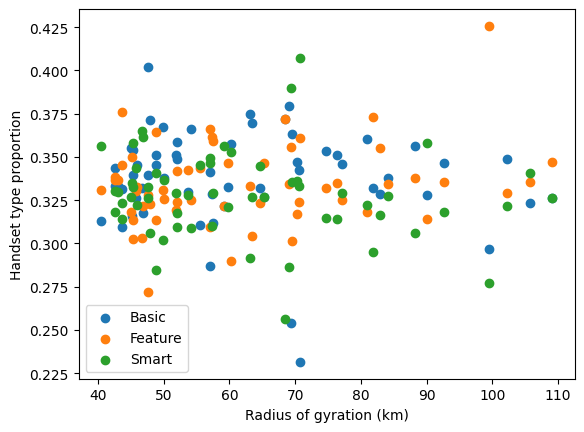 0.425
0.400
0.375
0.350
0.325
0.300
0.275
0.250
0.225
Handset type proportion
Basic
Feature
Smart
40 50 60 70 80 90 100 110
Radius of gyration (km)